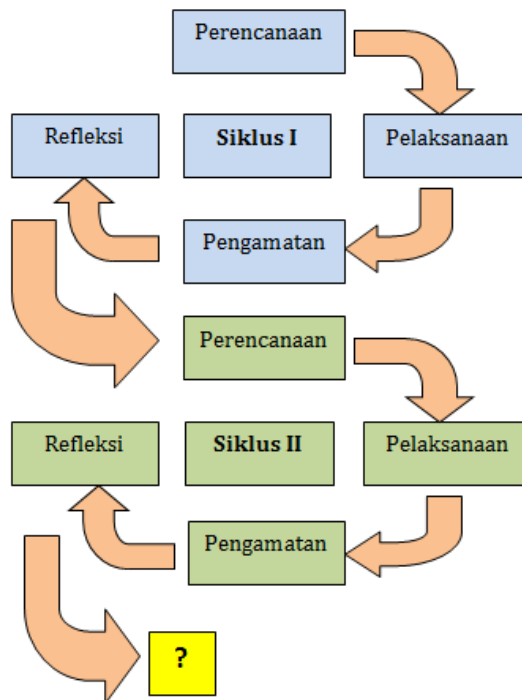 Perencanaan
Refleksi
Siklus I
Pelaksanaan
Pengamatan
Perencanaan
Refleksi
Siklus II
Pelaksanaan
Pengamatan
?